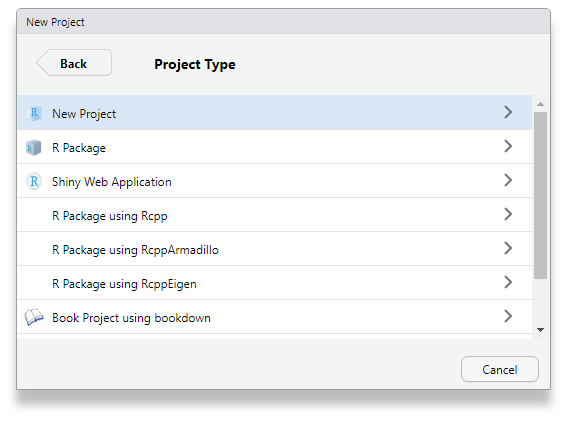 New Project
Back
Project Type
R New Project
R R Package
R Shiny Web Application
R Package using Rcpp
R Package using RcppArmadillo
R Package using RcppEigen
Book Project using bookdown
Cancel